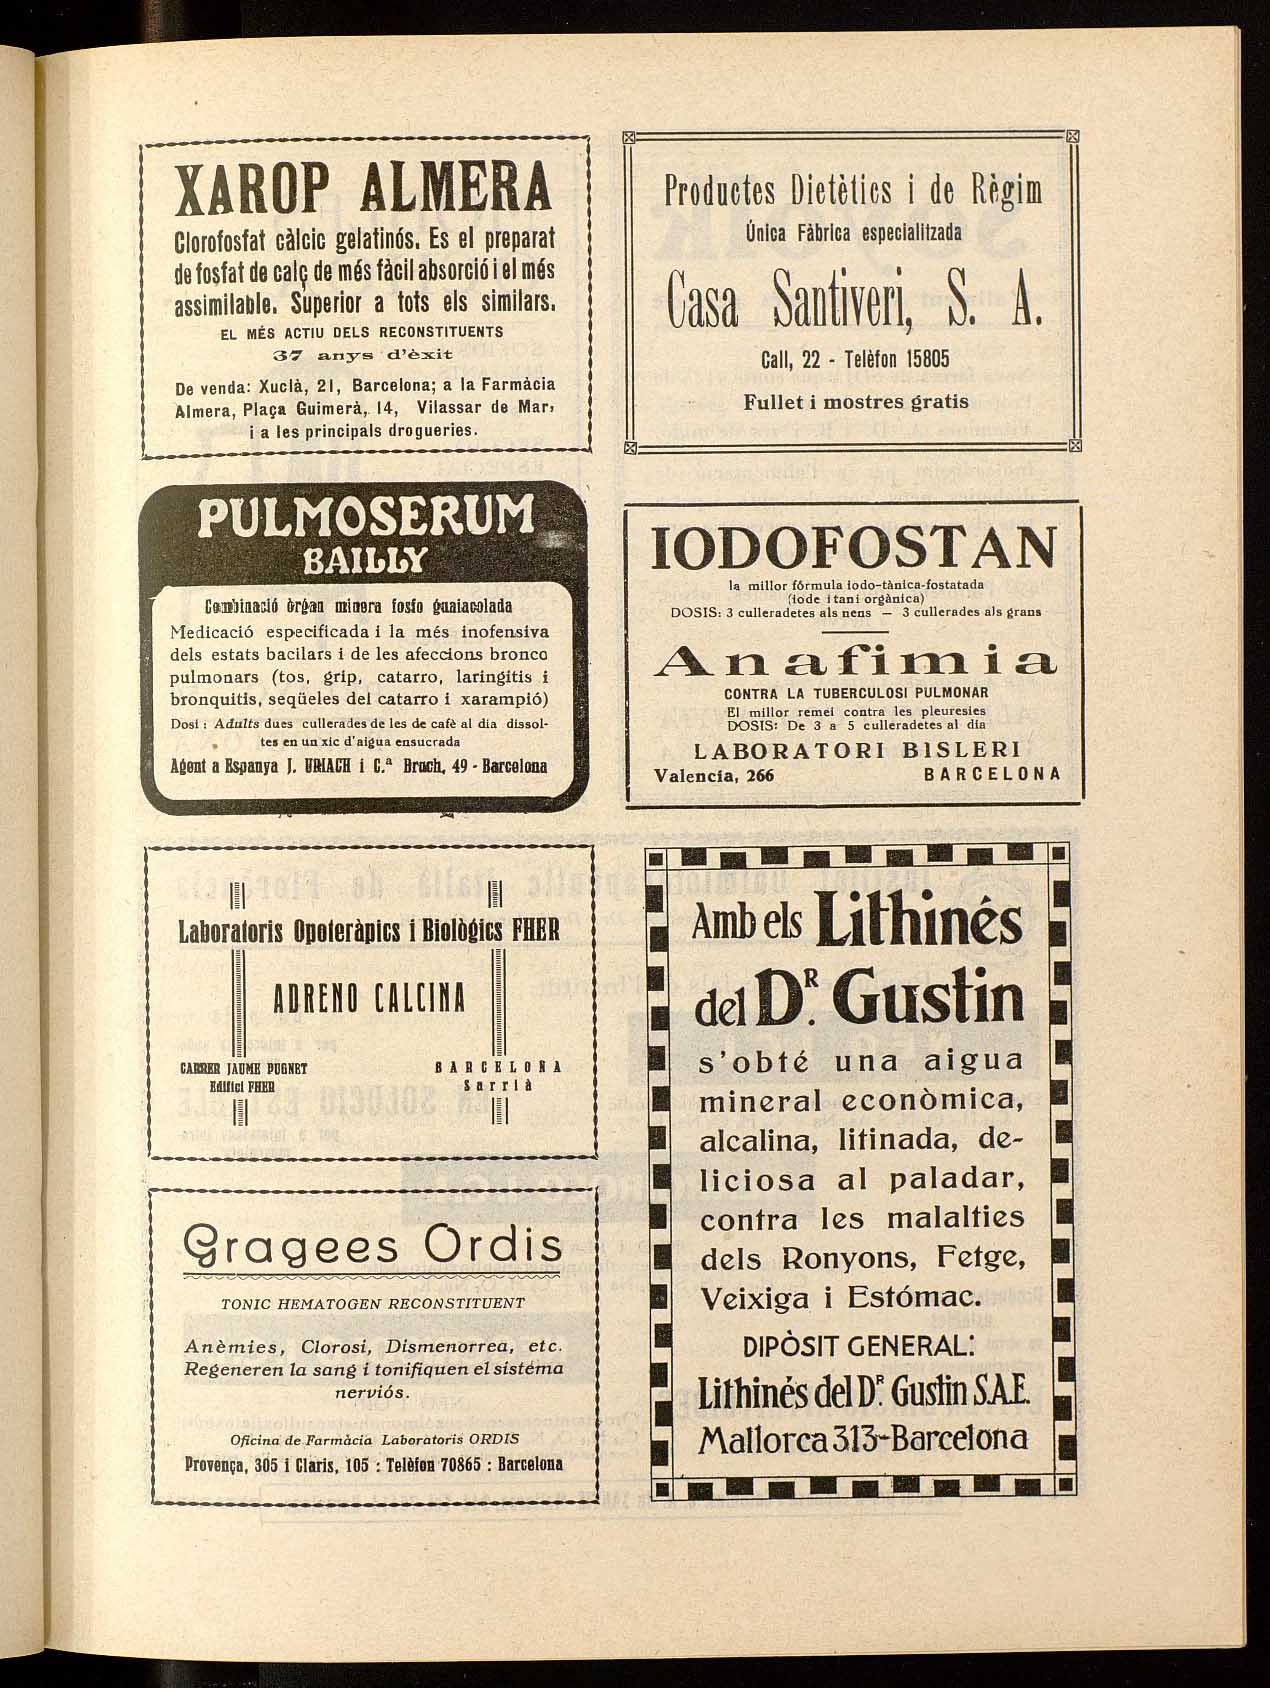 XAROP ALMERA
Clorofosfat càlcic gelatinós. Es el preparat
de fosfat de calç de més fàcil absorció i el més
assimilable. Superior a tots els similars.
EL MÉS ACTIU DELS RECONSTITUENTS
37 anys d'èxit
De venda: Xuclà, 21, Barcelona; a la Farmàcia
Almera, Plaça Guimerà, 14, Vilassar de Mar,
i a les principals drogueries.
Productes Dietètics i de Règim
Única Fàbrica especialitzada
Casa Santiveri, S. A.
Call, 22 - Telèfon 15805
Fullet i mostres gratis
PULMOSERUM
BAILLY
Combinació òrgan minera fosfo guaiacolada
Medicació especificada i la més inofensiva
dels estats bacilars i de les afeccions bronco
pulmonars (tos, grip, catarro, laringitis i
bronquitis, seqüeles del catarro i xarampió)
Dosi : Adults dues cullerades de les de cafè al dia dissol-
tes en un xic d'aigua ensucrada
Agent a Espanya J. URIACH i C.ª Bruch, 49 - Barcelona
IODOFOSTAN
la millor fórmula iodo-tànica-fostatada
(iode i taní orgànica)
DOSIS: 3 culleradetes als nens — 3 cullerades als grans
Anafimia
CONTRA LA TUBERCULOSI PULMONAR
El millor remei contra les pleuresies
DOSIS: De 3 a 5 culleradetes al dia
LABORATORI BISLERI
Valencia, 266 BARCELONA
Laboratoris Opoteràpics i Biològics FHER
ADRENO CALCINA
CARRER JAUME PUGNET BARCELONA
Edifici FHER Sarrià
Gragees Ordis
TONIC HEMATOGEN RECONSTITUENT
Anèmies, Clorosi, Dismenorrea, etc.
Regeneren la sang i tonifiquen el sistéma
nerviós.
Oficina de Farmàcia Laboratoris ORDIS
Provença, 305 i Claris, 105 : Telèfon 70865 : Barcelona
Amb els Lithinés
del Dʀ. Gustin
s'obté una aigua
mineral econòmica,
alcalina, litinada, de-
liciosa al paladar,
contra les malalties
dels Ronyons, Fetge,
Veixiga i Estómac.
DIPÒSIT GENERAL:
Lithinés del Dʀ. Gustin S.A.E.
Mallorca 313-Barcelona